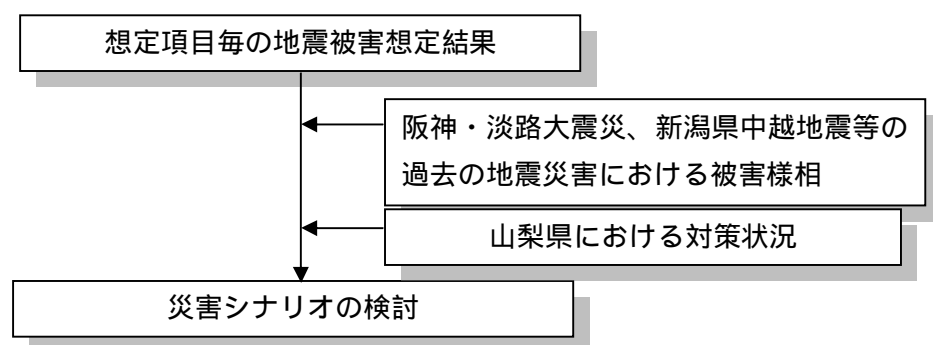 想定項目毎の地震被害想定結果
阪神・淡路大震災、新潟県中越地震等の
過去の地震災害における被害様相
山梨県における対策状況
災害シナリオの検討